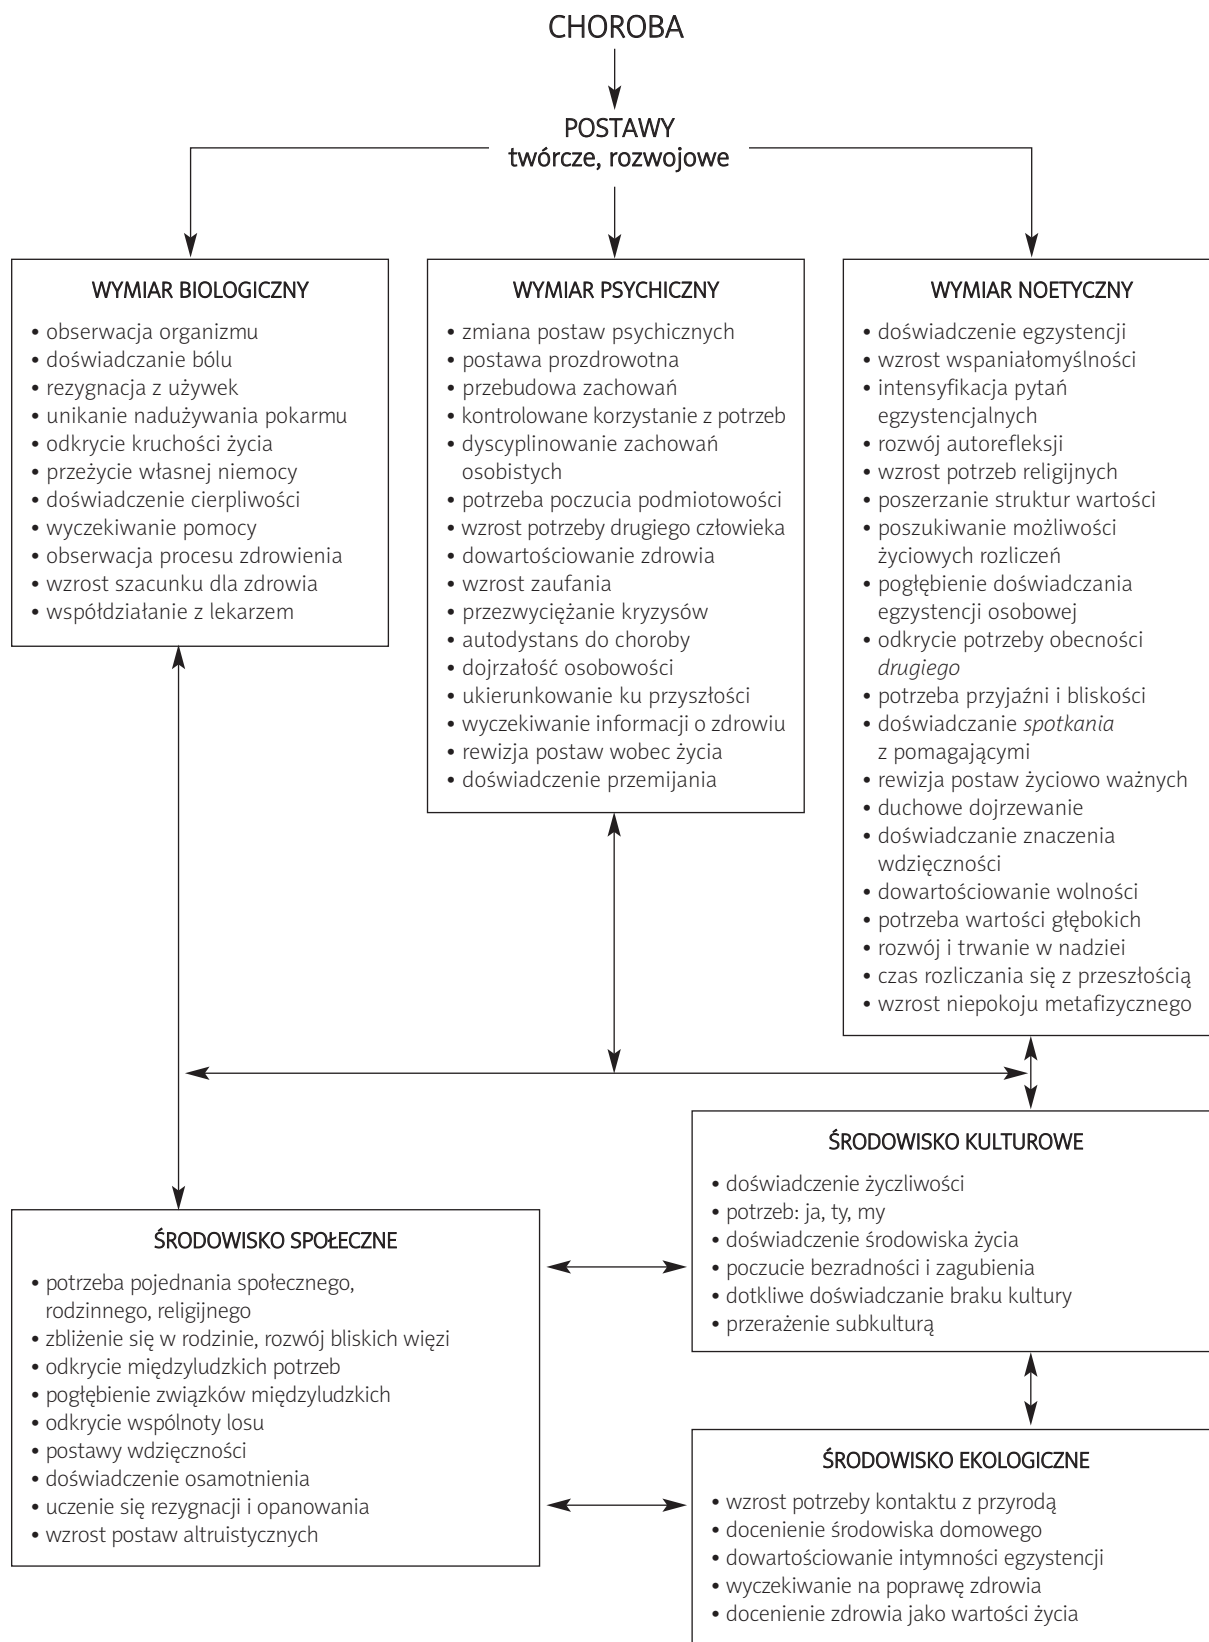 CHOROBA
POSTAWY
twórcze, rozwojowe
WYMIAR BIOLOGICZNY
• obserwacja organizmu
• doświadczanie bólu
• rezygnacja z używek
• unikanie nadużywania pokarmu
• odkrycie kruchości życia
• przeżycie własnej niemocy
• doświadczenie cierpliwości
• wyczekiwanie pomocy
• obserwacja procesu zdrowienia
• wzrost szacunku dla zdrowia
• współdziałanie z lekarzem
WYMIAR PSYCHICZNY
• zmiana postaw psychicznych
• postawa prozdrowotna
• przebudowa zachowań
• kontrolowane korzystanie z potrzeb
• dyscyplinowanie zachowań
osobistych
• potrzeba poczucia podmiotowości
• wzrost potrzeby drugiego człowieka
• dowartościowanie zdrowia
• wzrost zaufania
• przezwyciężanie kryzysów
• autodystans do choroby
• dojrzałość osobowości
• ukierunkowanie ku przyszłości
• wyczekiwanie informacji o zdrowiu
• rewizja postaw wobec życia
• doświadczenie przemijania
WYMIAR NOETYCZNY
• doświadczenie egzystencji
• wzrost wspaniałomyślności
• intensyfikacja pytań
egzystencjalnych
• rozwój autorefleksji
• wzrost potrzeb religijnych
• poszerzanie struktur wartości
• poszukiwanie możliwości
życiowych rozliczeń
• pogłębienie doświadczania
egzystencji osobowej
• odkrycie potrzeby obecności
drugiego
• potrzeba przyjaźni i bliskości
• doświadczanie spotkania
z pomagającymi
• rewizja postaw życiowo ważnych
• duchowe dojrzewanie
• doświadczanie znaczenia
wdzięczności
• dowartościowanie wolności
• potrzeba wartości głębokich
• rozwój i trwanie w nadziei
• czas rozliczania się z przeszłością
• wzrost niepokoju metafizycznego
ŚRODOWISKO KULTUROWE
• doświadczenie życzliwości
• potrzeb: ja, ty, my
• doświadczenie środowiska życia
• poczucie bezradności i zagubienia
• dotkliwe doświadczanie braku kultury
• przerażenie subkulturą
ŚRODOWISKO SPOŁECZNE
• potrzeba pojednania społecznego,
rodzinnego, religijnego
• zbliżenie się w rodzinie, rozwój bliskich więzi
• odkrycie międzyludzkich potrzeb
• pogłębienie związków międzyludzkich
• odkrycie wspólnoty losu
• postawy wdzięczności
• doświadczenie osamotnienia
• uczenie się rezygnacji i opanowania
• wzrost postaw altruistycznych
ŚRODOWISKO EKOLOGICZNE
• wzrost potrzeby kontaktu z przyrodą
• docenienie środowiska domowego
• dowartościowanie intymności egzystencji
• wyczekiwanie na poprawę zdrowia
• docenienie zdrowia jako wartości życia